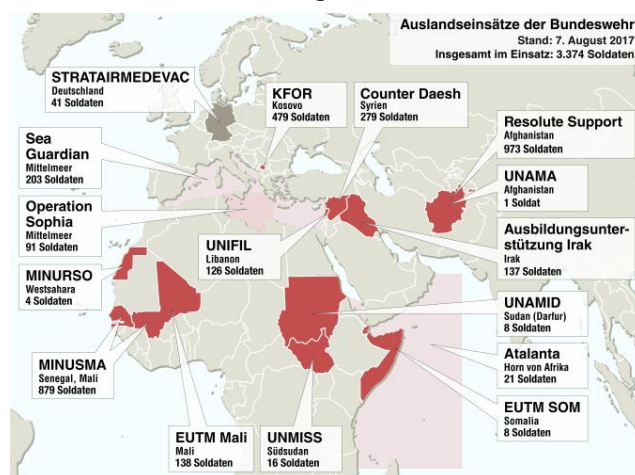 Auslandseinsätze der Bundeswehr
Stand: 7. August 2017
Insgesamt im Einsatz: 3.374 Soldaten
STRATAIRMEDEVAC
Deutschland
41 Soldaten
KFOR
Kosovo
479 Soldaten
Counter Daesh
Syrien
279 Soldaten
Resolute Support
Afghanistan
973 Soldaten
Sea
Guardian
Mittelmeer
203 Soldaten
UNAMA
Afghanistan
1 Soldat
Operation
Sophia
Mittelmeer
91 Soldaten
UNIFIL
Libanon
126 Soldaten
Ausbildungsunter-
stützung Irak
Irak
137 Soldaten
MINURSO
Westsahara
4 Soldaten
UNAMID
Sudan (Darfur)
8 Soldaten
MINUSMA
Senegal, Mali
879 Soldaten
Atalanta
Horn von Afrika
21 Soldaten
EUTM Mali
Mali
138 Soldaten
UNMISS
Südsudan
16 Soldaten
EUTM SOM
Somalia
8 Soldaten